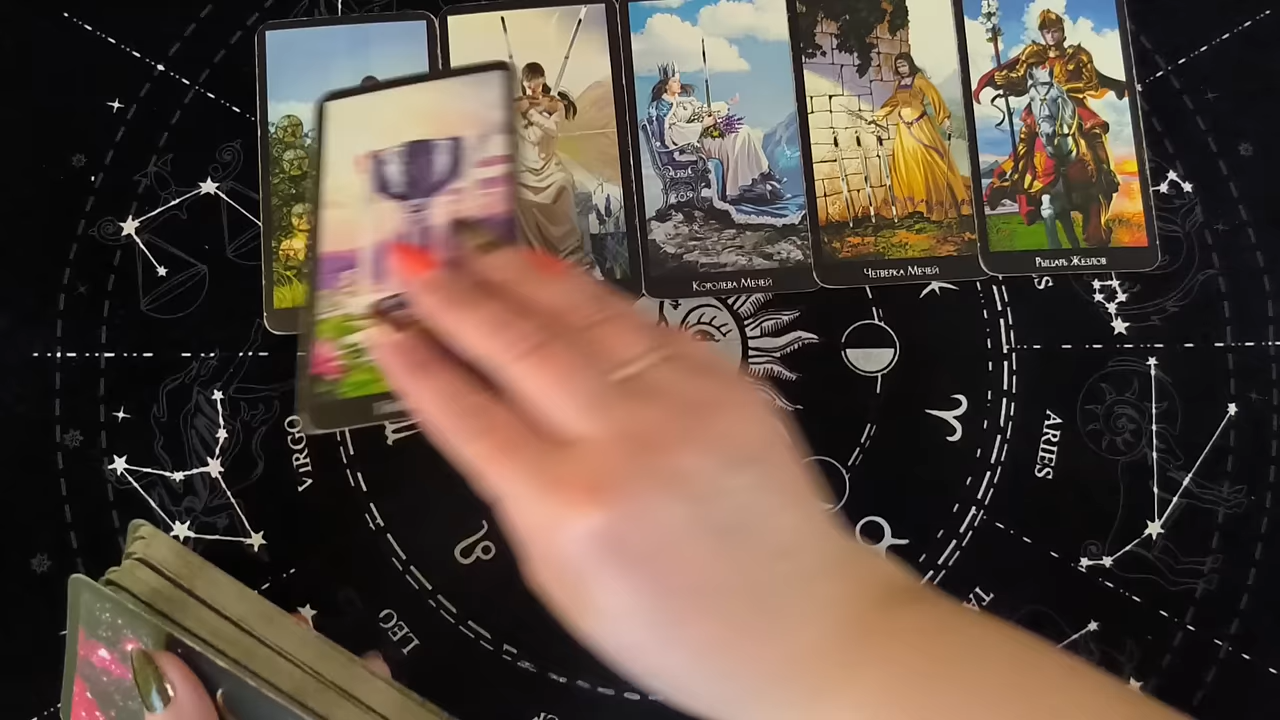 Королева Мечей
Четверка Мечей
Рыцарь Жезлов
VIRGO
ARIES
LEO